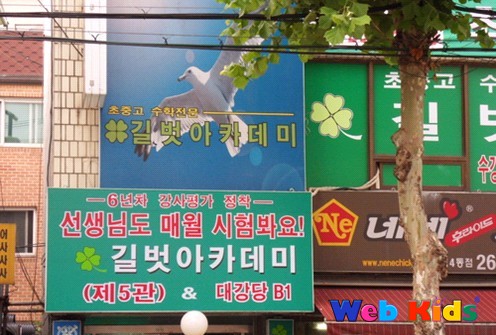 초중고 수학전문
길벗아카데미
6년차 강사평가 정착
선생님도 매월 시험봐요!
길벗아카데미
(제5관) & 대강당 B1
초중고
길벗
Ne
네네
후라이드
www.nenechick
Web Kids